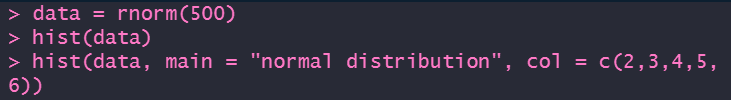 > data = rnorm(500)
> hist(data)
> hist(data, main = "normal distribution", col = c(2,3,4,5,
6))